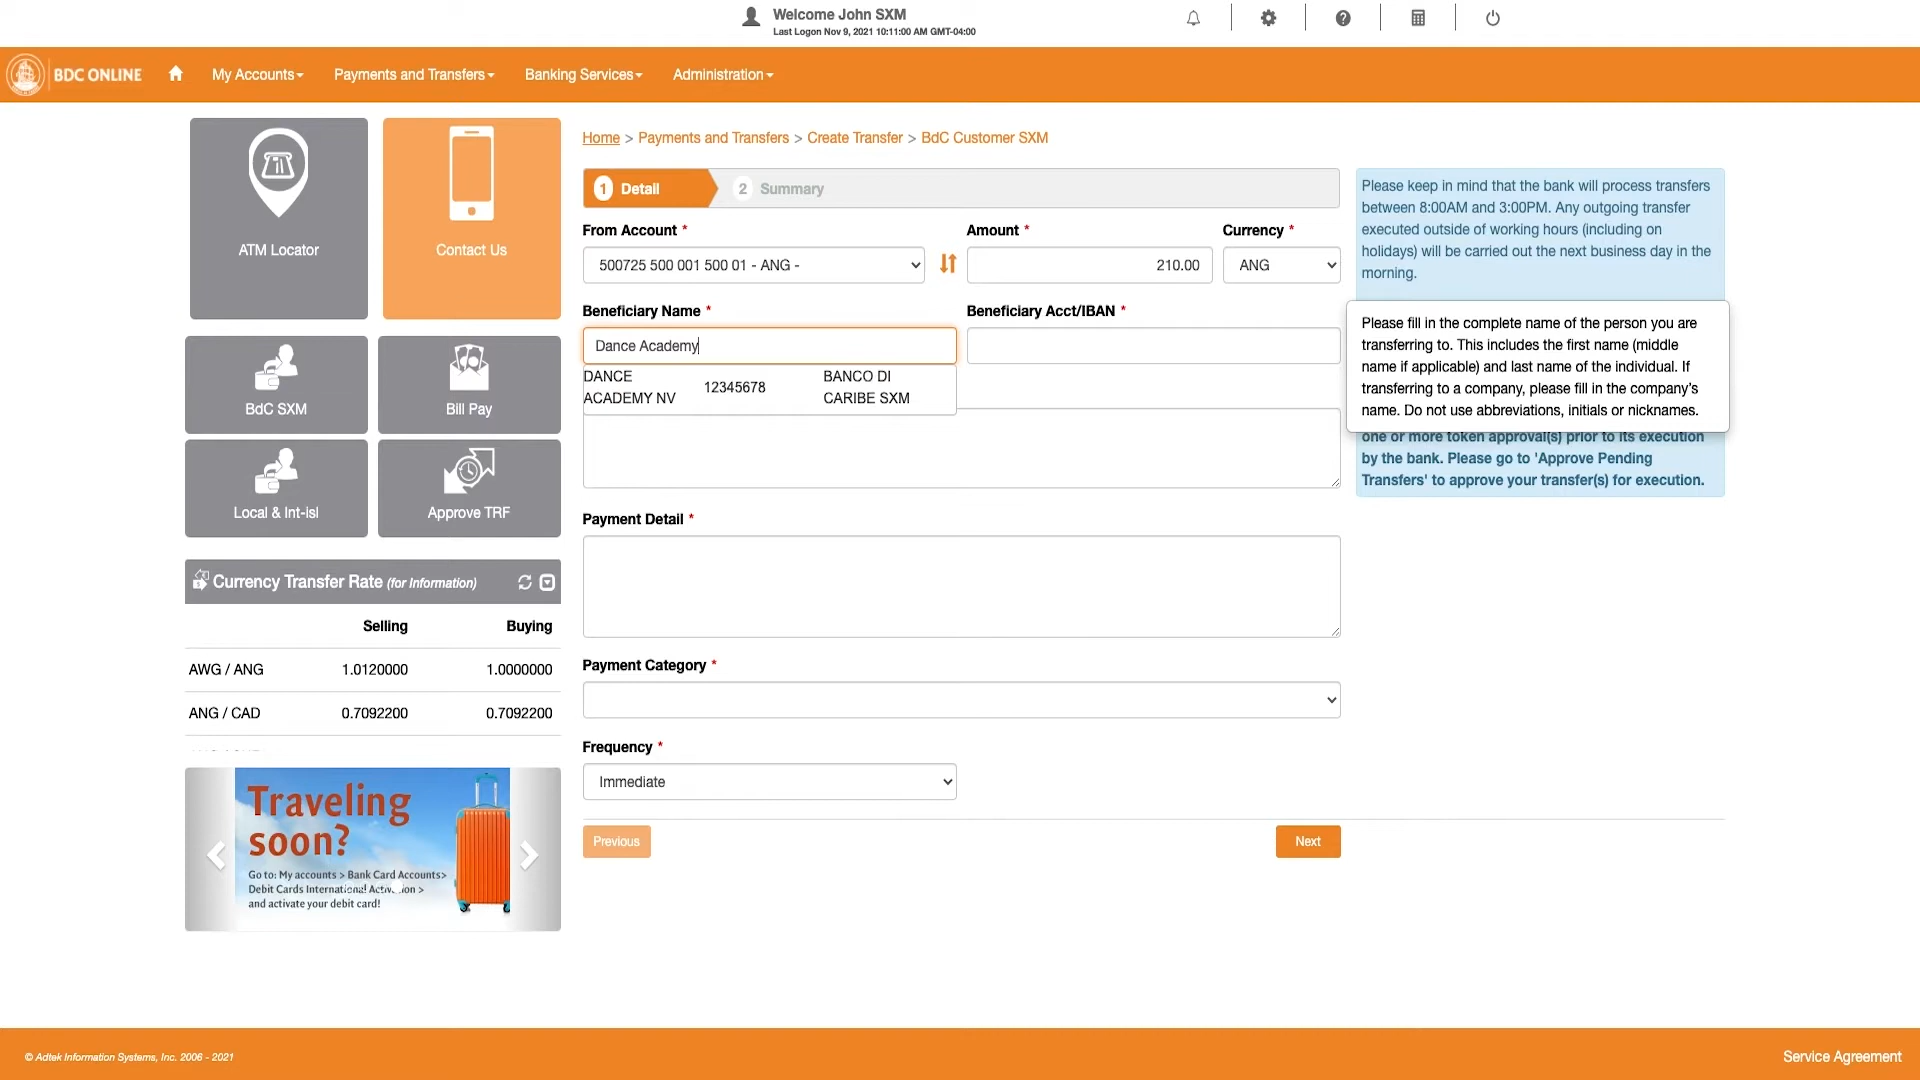 Welcome John SXM
Last Logon Nov 9, 2021 10:11:00 AM GMT-04:00
BDC ONLINE
My Accounts
Payments and Transfers
Banking Services
Administration
ATM Locator
Contact Us
BdC SXM
Bill Pay
Local & Int-isl
Approve TRF
Currency Transfer Rate (for Information)
Selling Buying
AWG / ANG 1.0120000 1.0000000
ANG / CAD 0.7092200 0.7092200
Traveling
soon?
Go to: My accounts > Bank Card Accounts>
Debit Cards International Activation >
and activate your debit card!
Home > Payments and Transfers > Create Transfer > BdC Customer SXM
1 Detail
2 Summary
From Account *
Amount *
Currency *
500725 500 001 500 01 - ANG -
210.00
ANG
Beneficiary Name *
Beneficiary Acct/IBAN *
Dance Academy
DANCE
ACADEMY NV
12345678
BANCO DI
CARIBE SXM
Payment Detail *
Payment Category *
Frequency *
Immediate
Previous
Next
Please keep in mind that the bank will process transfers
between 8:00AM and 3:00PM. Any outgoing transfer
executed outside of working hours (including on
holidays) will be carried out the next business day in the
morning.
Please fill in the complete name of the person you are
transferring to. This includes the first name (middle
name if applicable) and last name of the individual. If
transferring to a company, please fill in the company's
name. Do not use abbreviations, initials or nicknames.
one or more token approval(s) prior to its execution
by the bank. Please go to 'Approve Pending
Transfers' to approve your transfer(s) for execution.
© Adtek Information Systems, Inc. 2006 - 2021
Service Agreement